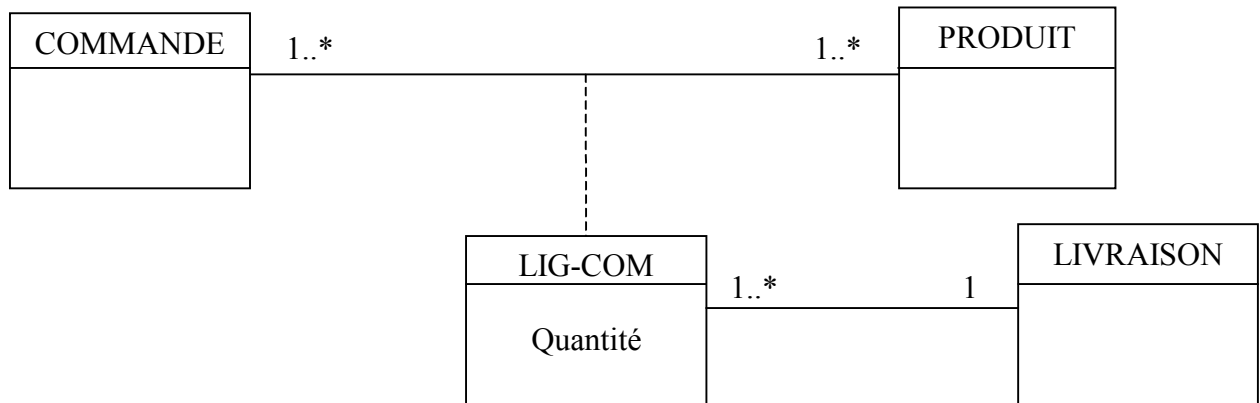 COMMANDE
1..*
1..*
PRODUIT
LIG-COM
Quantité
1..*
1
LIVRAISON